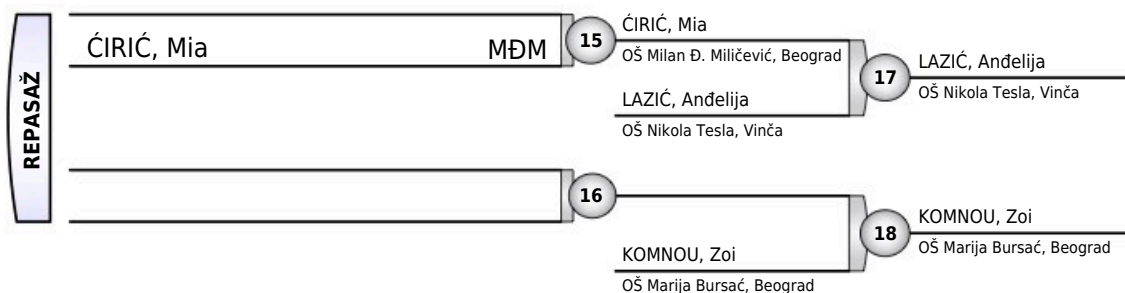 REPASAŽ
ĆIRIĆ, Mia MĐM
15
ĆIRIĆ, Mia
OŠ Milan Đ. Miličević, Beograd
LAZIĆ, Anđelija
OŠ Nikola Tesla, Vinča
17
LAZIĆ, Anđelija
OŠ Nikola Tesla, Vinča
16
KOMNOU, Zoi
OŠ Marija Bursać, Beograd
18
KOMNOU, Zoi
OŠ Marija Bursać, Beograd